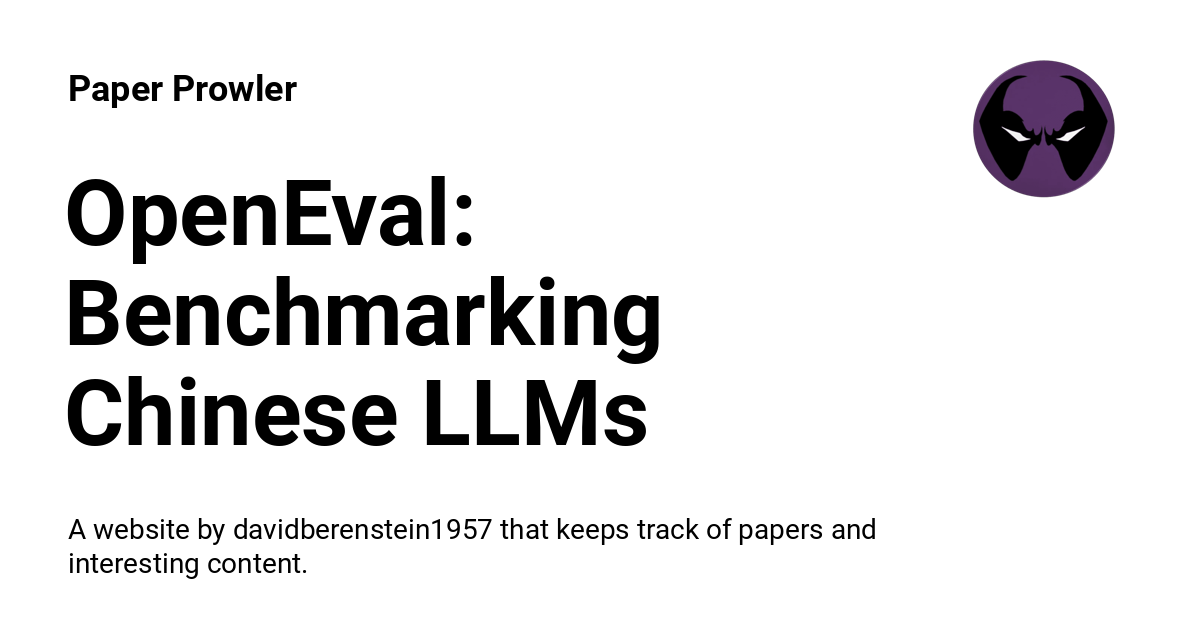 Paper Prowler
OpenEval:
Benchmarking
Chinese LLMs
A website by davidberenstein1957 that keeps track of papers and
interesting content.